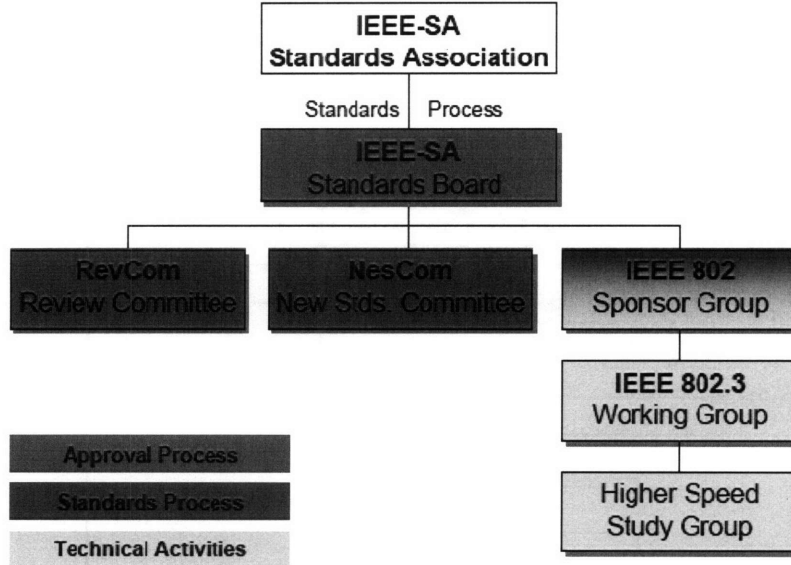 IEEE-SA
Standards Association
Standards Process
IEEE-SA
Standards Board
RevCom
Review Committee
NesCom
New Stds. Committee
IEEE 802
Sponsor Group
IEEE 802.3
Working Group
Approval Process
Standards Process
Technical Activities
Higher Speed
Study Group